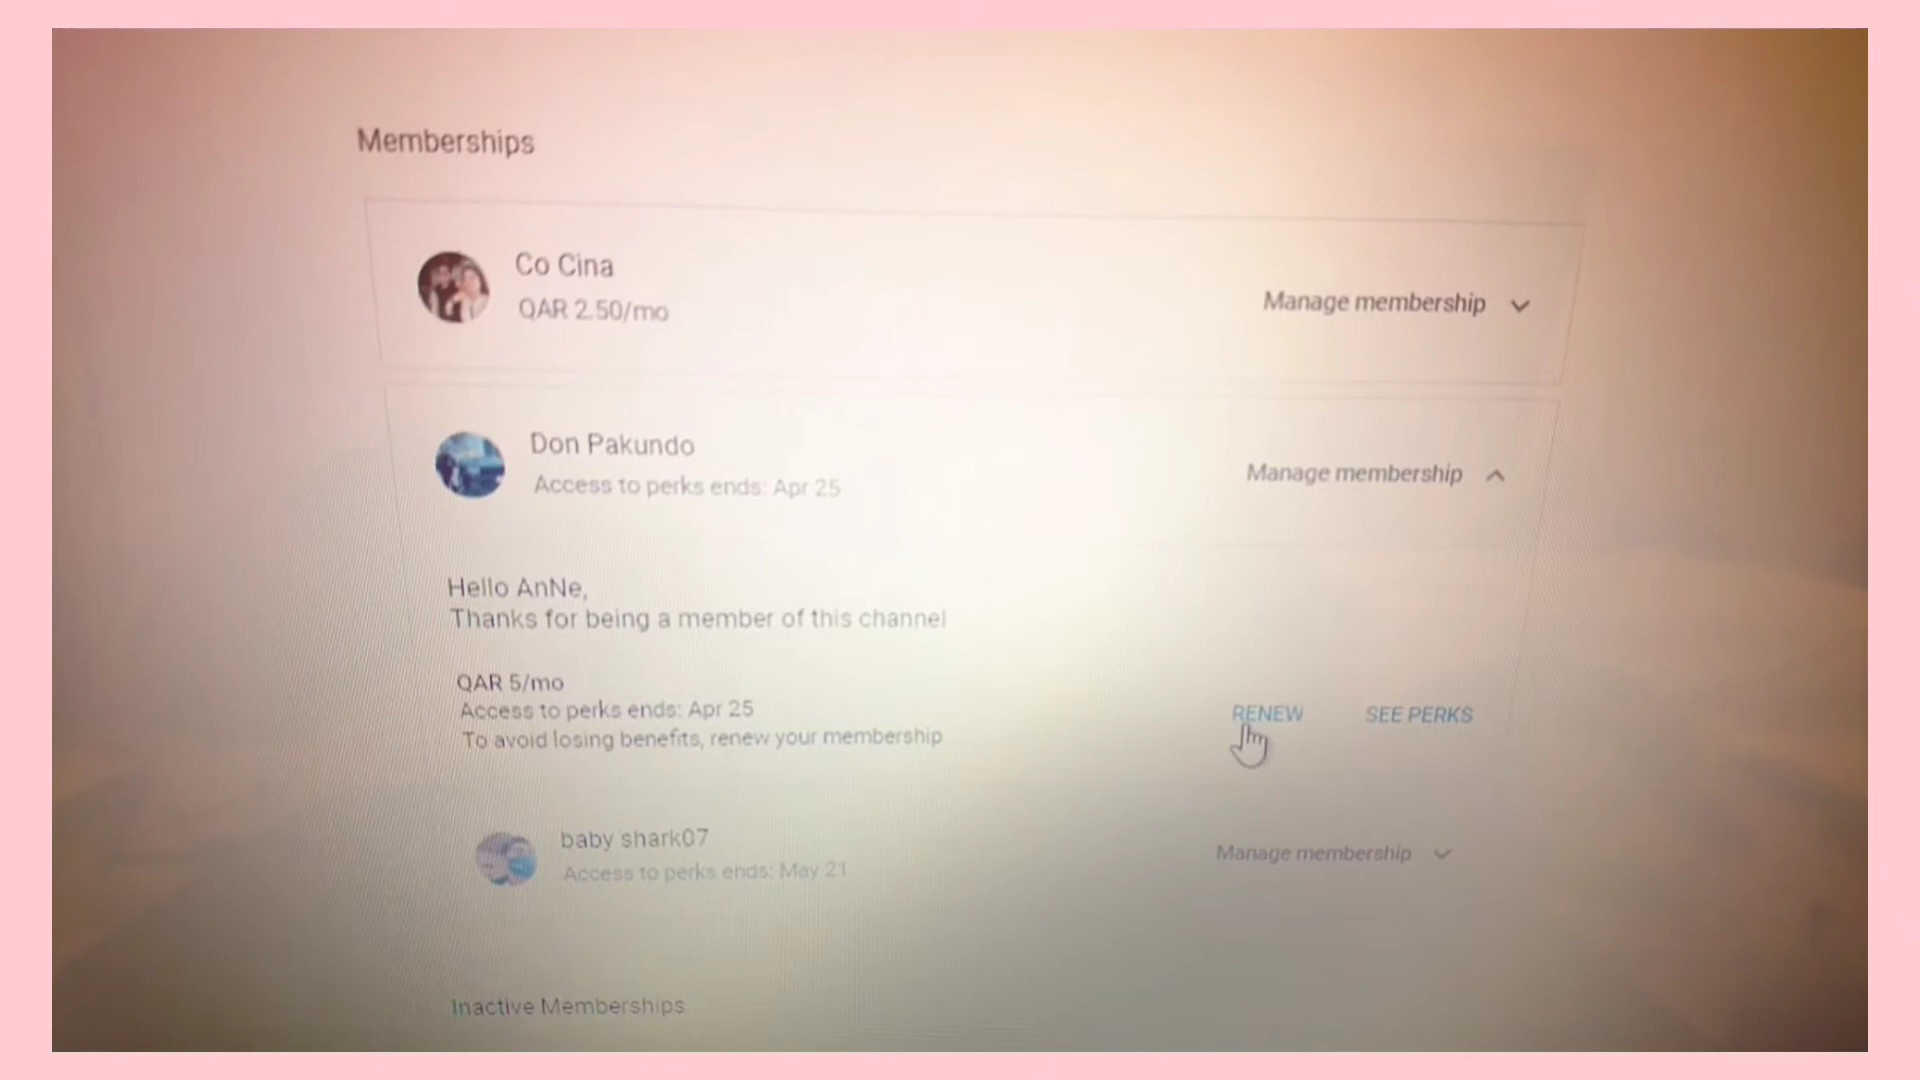 Memberships
Co Cina
QAR 2.50/mo
Manage membership
Don Pakundo
Access to perks ends: Apr 25
Manage membership
Hello AnNe,
Thanks for being a member of this channel
QAR 5/mo
Access to perks ends: Apr 25
To avoid losing benefits, renew your membership
RENEW
SEE PERKS
baby shark07
Access to perks ends: May 21
Manage membership
Inactive Memberships